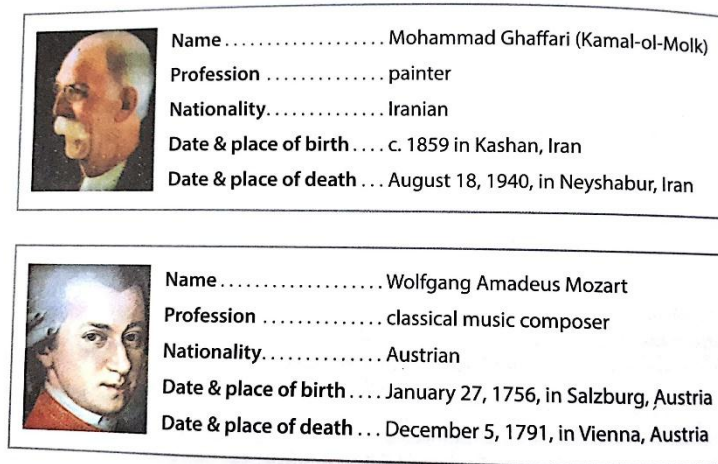 Name .................. Mohammad Ghaffari (Kamal-ol-Molk)
Profession ............. painter
Nationality.............. Iranian
Date & place of birth .... c. 1859 in Kashan, Iran
Date & place of death ... August 18, 1940, in Neyshabur, Iran
Name .................. Wolfgang Amadeus Mozart
Profession ............. classical music composer
Nationality.............. Austrian
Date & place of birth .... January 27, 1756, in Salzburg, Austria
Date & place of death ... December 5, 1791, in Vienna, Austria